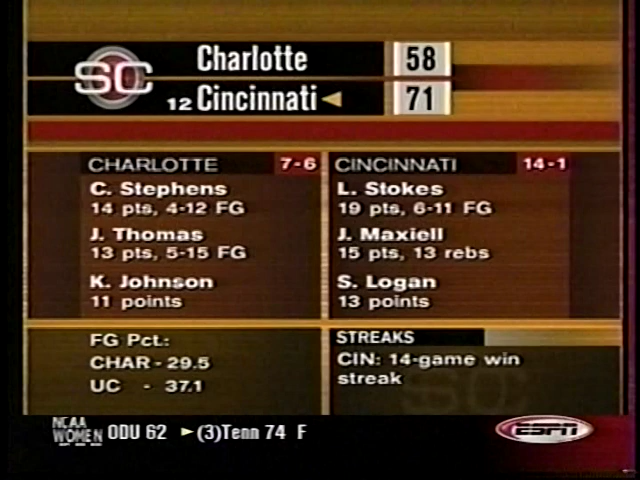 SC
Charlotte 58
12 Cincinnati 71
CHARLOTTE 7-6
C. Stephens
14 pts, 4-12 FG
J. Thomas
13 pts, 5-15 FG
K. Johnson
11 points
CINCINNATI 14-1
L. Stokes
19 pts, 6-11 FG
J. Maxiell
15 pts, 13 rebs
S. Logan
13 points
FG Pct.:
CHAR - 29.5
UC - 37.1
STREAKS
CIN: 14-game win
streak
SC
NCAA
WOMEN
ODU 62 (3)Tenn 74 F
ESPN